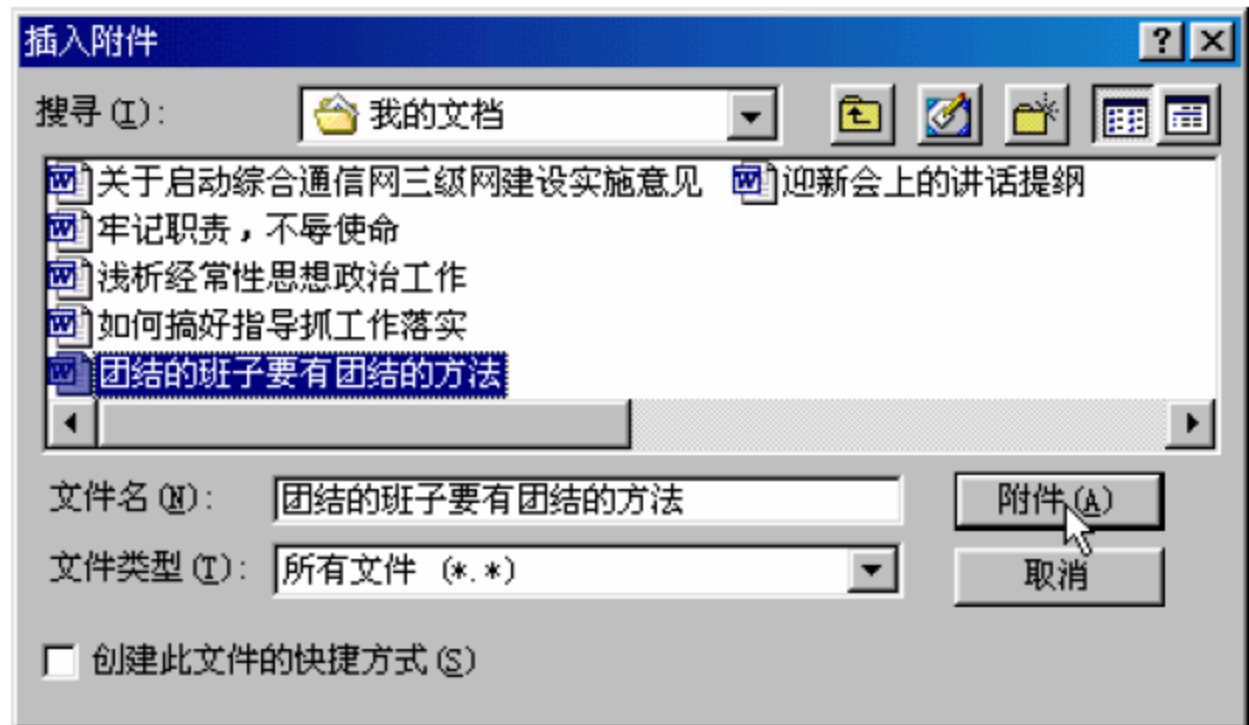 插入附件
搜寻(I): 我的文档
关于启动综合通信网三级网建设实施意见 迎新会上的讲话提纲
牢记职责，不辱使命
浅析经常性思想政治工作
如何搞好指导抓工作落实
团结的班子要有团结的方法
文件名(N): 团结的班子要有团结的方法 附件(A)
文件类型(T): 所有文件 (*.*) 取消
创建此文件的快捷方式(S)